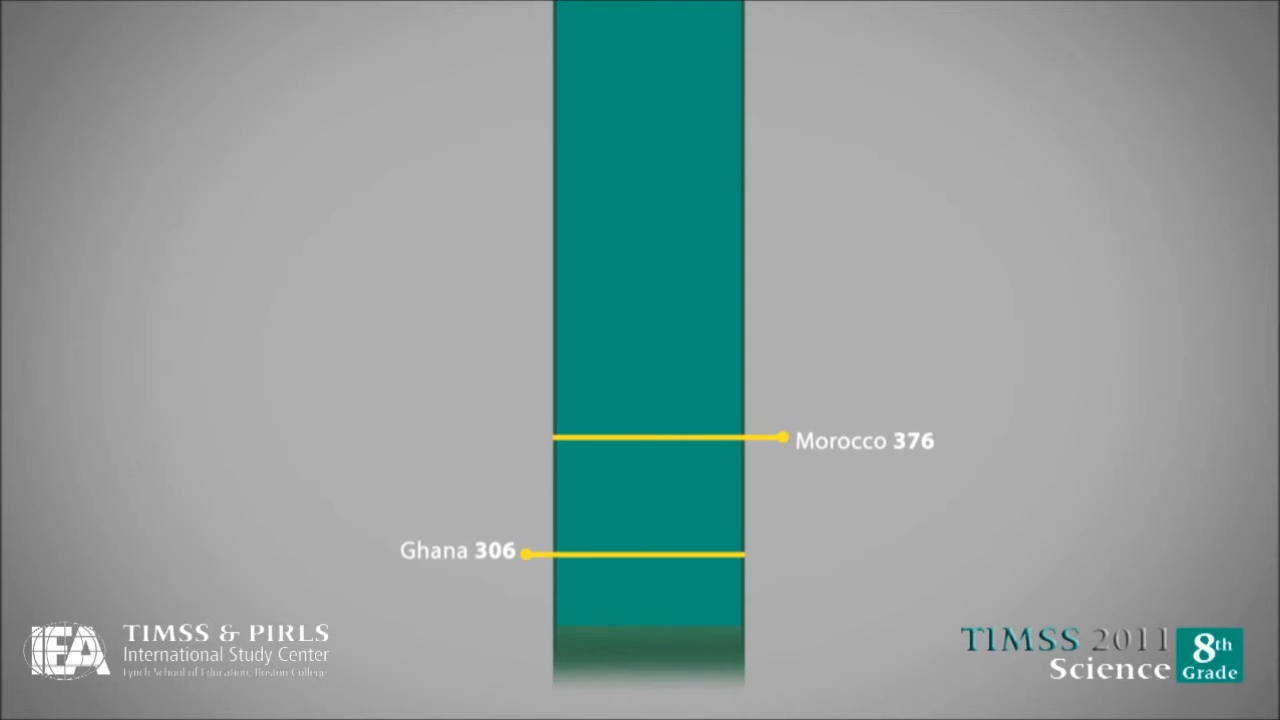 Morocco 376
Ghana 306
IEA
TIMSS & PIRLS
International Study Center
Lynch School of Education, Boston College
TIMSS 2011
Science
8th
Grade